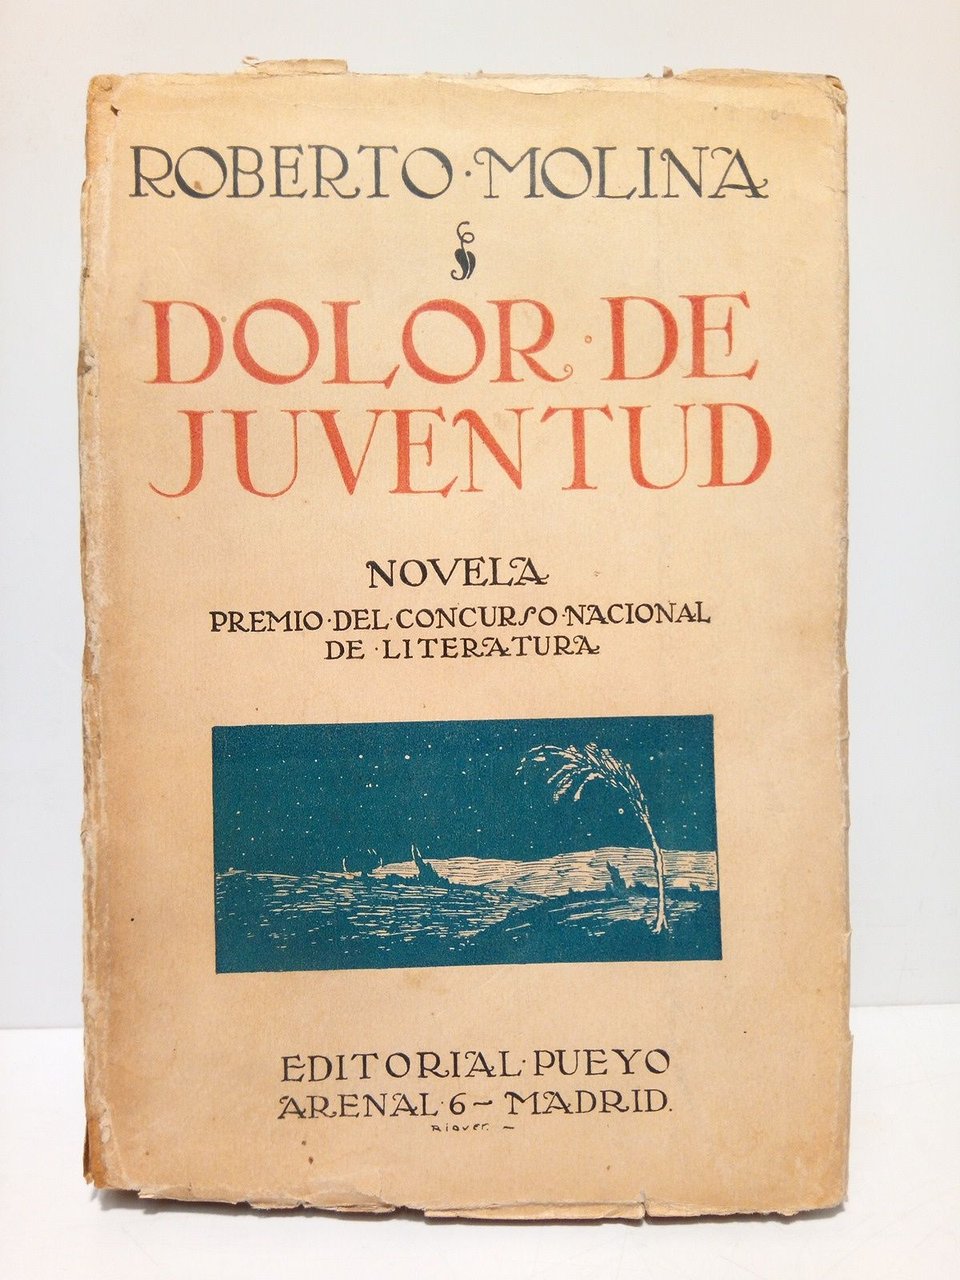 ROBERTO·MOLINA
DOLOR·DE
JUVENTUD
NOVELA
PREMIO·DEL·CONCURSO·NACIONAL
DE·LITERATURA
EDITORIAL·PUEYO
ARENAL·6–MADRID.